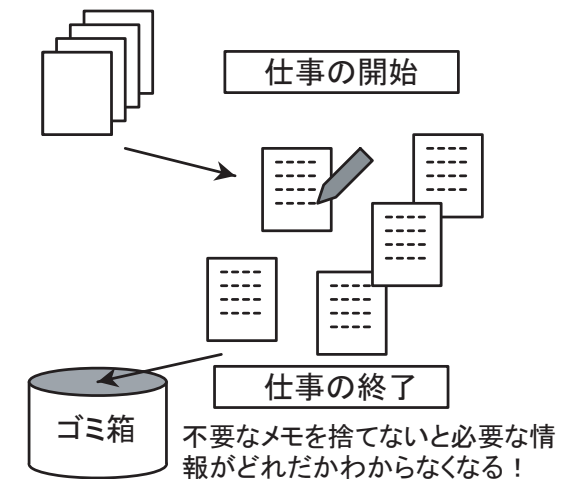 仕事の開始
仕事の終了
ゴミ箱
不要なメモを捨てないと必要な情
報がどれだかわからなくなる！